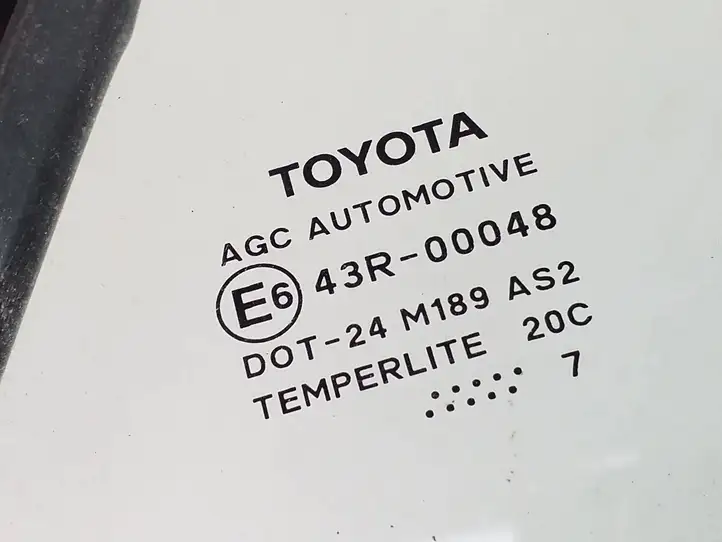 TOYOTA
AGC AUTOMOTIVE
E6 43R-00048
DOT-24 M189 AS2
TEMPERLITE 20C
7